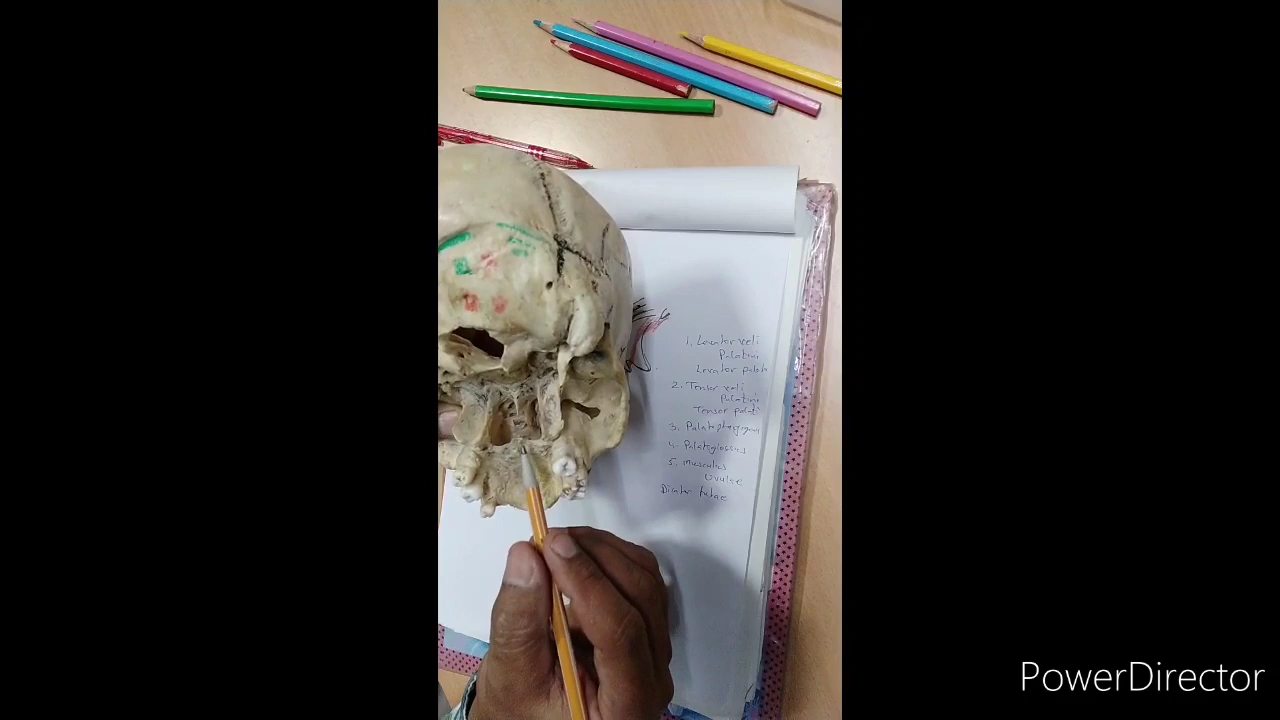 1. Levator veli
Palatini
Levator palati
2. Tensor veli
Palatini
Tensor palati
3. Palatopharyngeus
4. Palatoglossus
5. Musculus
Uvulae
tubae
PowerDirector